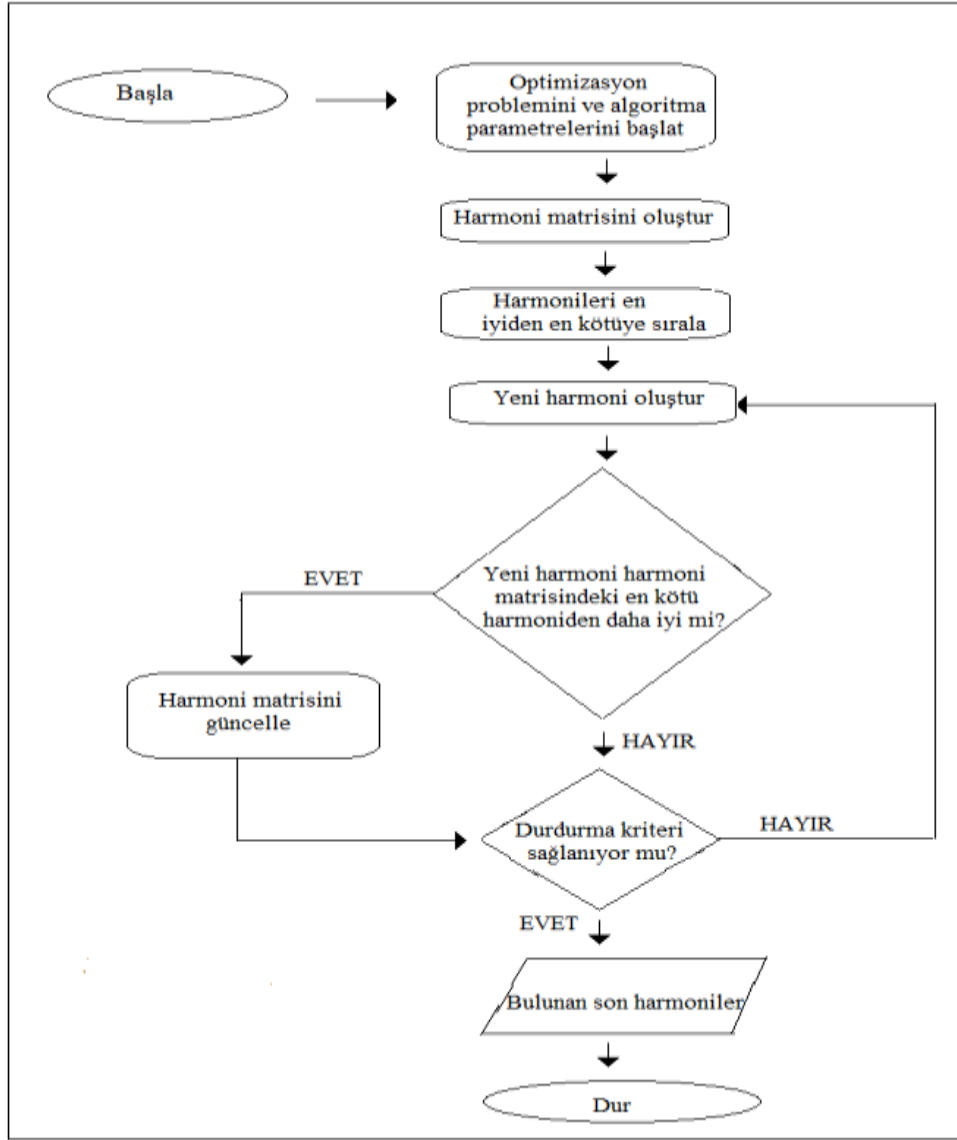 Başla
Optimizasyon
problemini ve algoritma
parametrelerini başlat
Harmoni matrisini oluştur
Harmonileri en
iyiden en kötüye sırala
Yeni harmoni oluştur
Yeni harmoni harmoni
matrisindeki en kötü
harmoniden daha iyi mi?
EVET
Harmoni matrisini
güncelle
HAYIR
Durdurma kriteri
sağlanıyor mu?
HAYIR
EVET
Bulunan son harmoniler
Dur